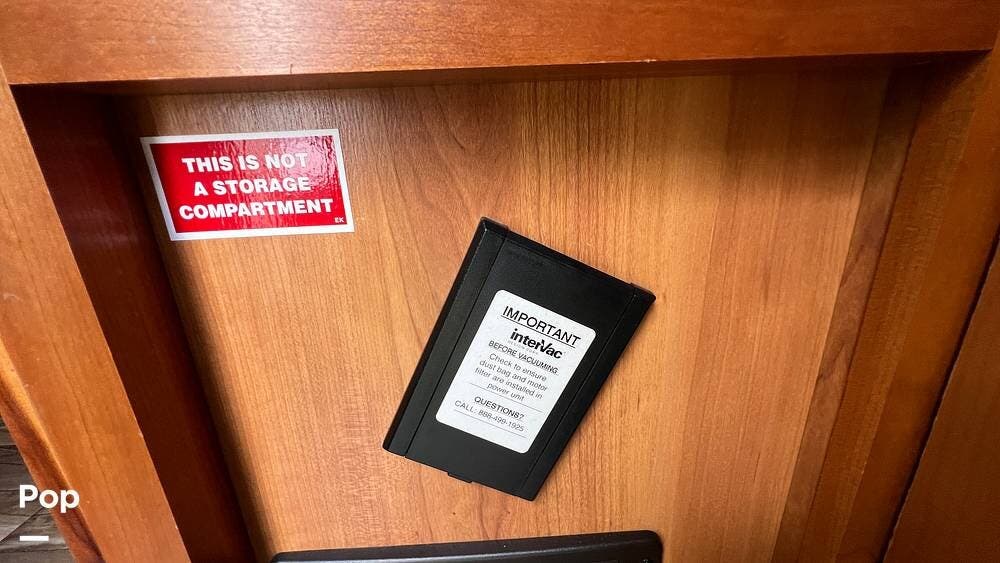 THIS IS NOT
A STORAGE
COMPARTMENT
EK
IMPORTANT
interVac
BEFORE VACUUMING
Check to ensure
dust bag and motor
filter are installed in
power unit
QUESTIONS?
CALL: 888-499-1925
Pop